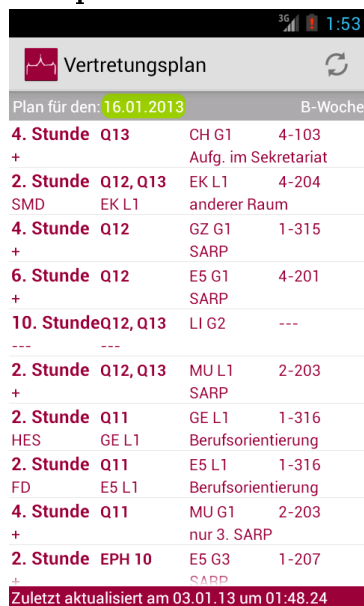 3G 1:53
Vertretungsplan
Plan für den: 16.01.2013 B-Woche
4. Stunde Q13 CH G1 4-103
+ Aufg. im Sekretariat
2. Stunde Q12, Q13 EK L1 4-204
SMD EK L1 anderer Raum
4. Stunde Q12 GZ G1 1-315
+ SARP
6. Stunde Q12 E5 G1 4-201
+ SARP
10. Stunde Q12, Q13 LI G2 ---
--- ---
2. Stunde Q12, Q13 MU L1 2-203
+ SARP
2. Stunde Q11 GE L1 1-316
HES GE L1 Berufsorientierung
2. Stunde Q11 E5 L1 1-316
FD E5 L1 Berufsorientierung
4. Stunde Q11 MU G1 2-203
+ nur 3. SARP
2. Stunde EPH 10 E5 G3 1-207
+ SARP
Zuletzt aktualisiert am 03.01.13 um 01:48.24